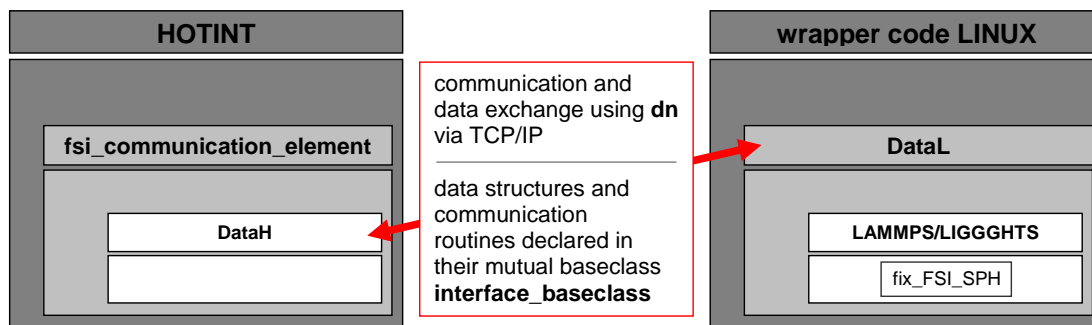 HOTINT
fsi_communication_element
DataH
communication and
data exchange using dn
via TCP/IP
data structures and
communication
routines declared in
their mutual baseclass
interface_baseclass
wrapper code LINUX
DataL
LAMMPS/LIGGGHTS
fix_FSI_SPH